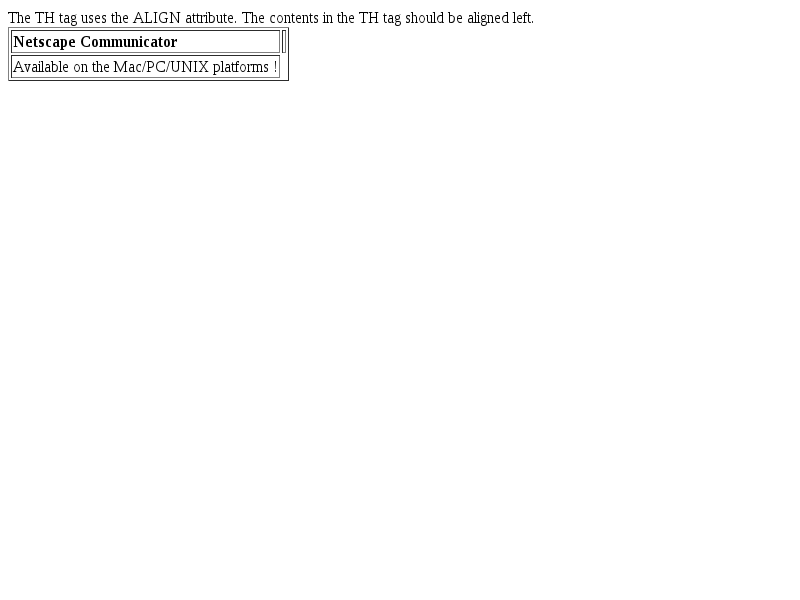 The TH tag uses the ALIGN attribute. The contents in the TH tag should be aligned left.
Netscape Communicator
Available on the Mac/PC/UNIX platforms !